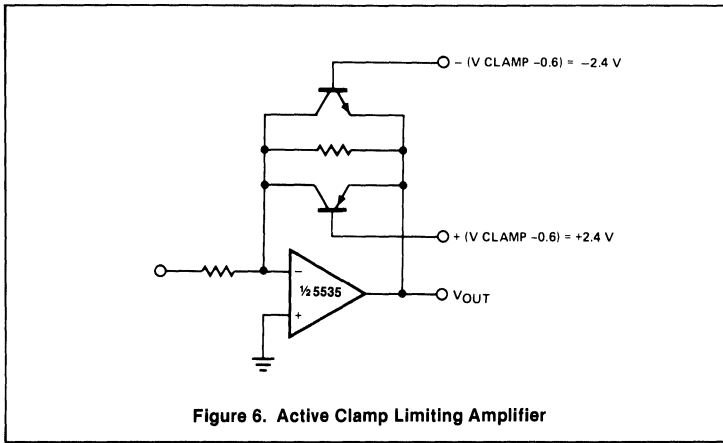 – (V CLAMP –0.6) = –2.4 V
+ (V CLAMP –0.6) = +2.4 V
–
½ 5535
+
VOUT
Figure 6. Active Clamp Limiting Amplifier